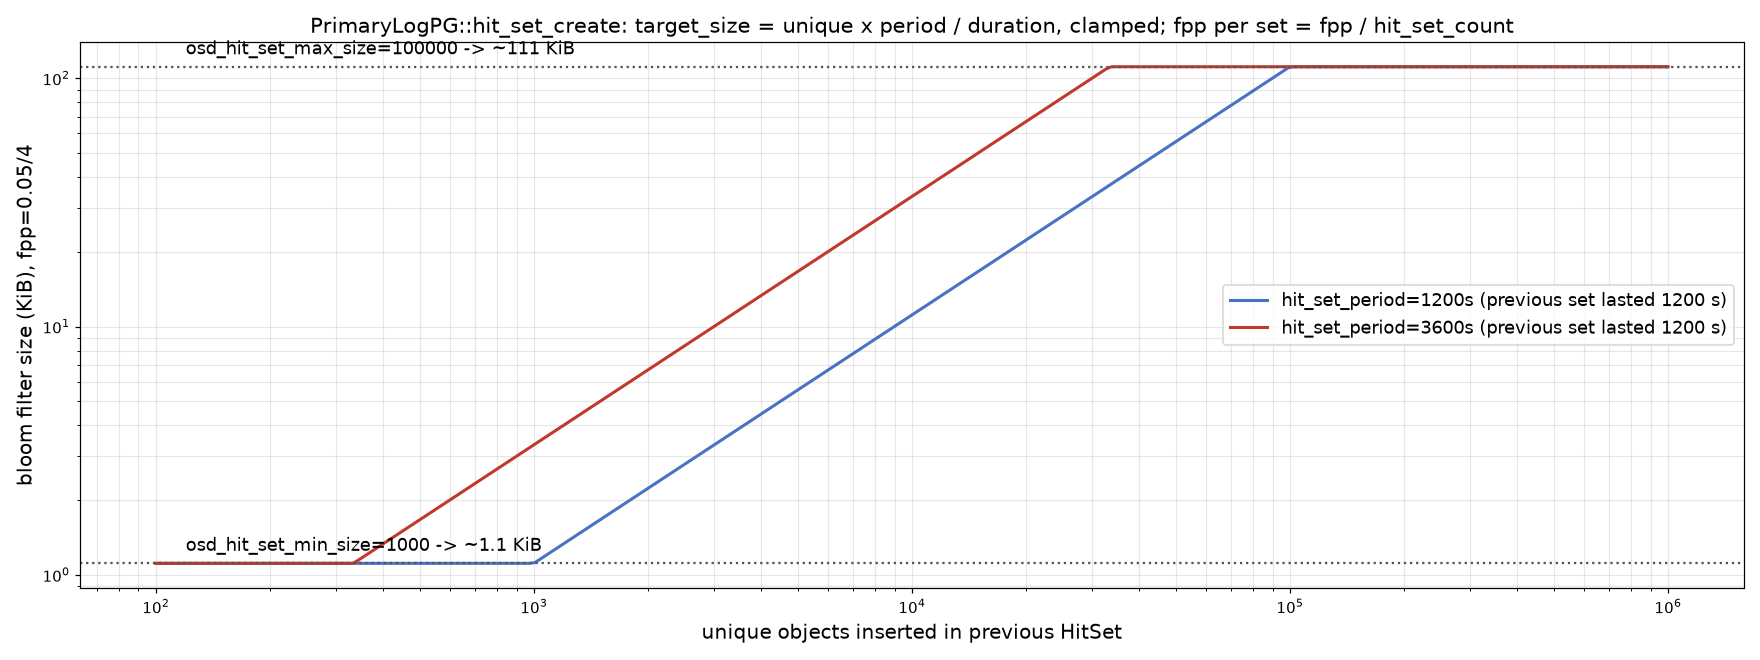 PrimaryLogPG::hit_set_create: target_size = unique x period / duration, clamped; fpp per set = fpp / hit_set_count
osd_hit_set_max_size=100000 -> ~111 KiB
10²
10¹
10⁰
bloom filter size (KiB), fpp=0.05/4
hit_set_period=1200s (previous set lasted 1200 s)
hit_set_period=3600s (previous set lasted 1200 s)
osd_hit_set_min_size=1000 -> ~1.1 KiB
10² 10³ 10⁴ 10⁵ 10⁶
unique objects inserted in previous HitSet